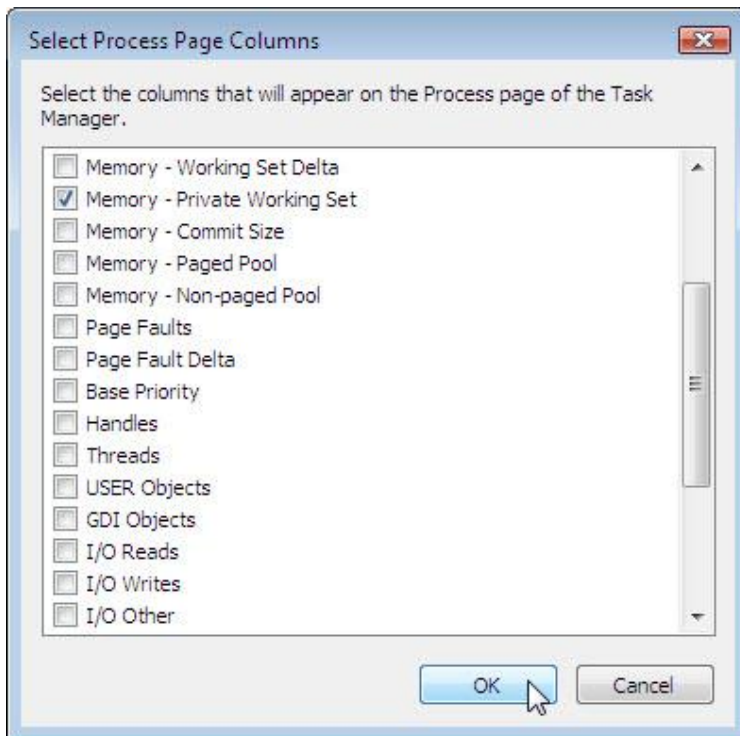 Select Process Page Columns
Select the columns that will appear on the Process page of the Task
Manager.
Memory - Working Set Delta
Memory - Private Working Set
Memory - Commit Size
Memory - Paged Pool
Memory - Non-paged Pool
Page Faults
Page Fault Delta
Base Priority
Handles
Threads
USER Objects
GDI Objects
I/O Reads
I/O Writes
I/O Other
OK Cancel